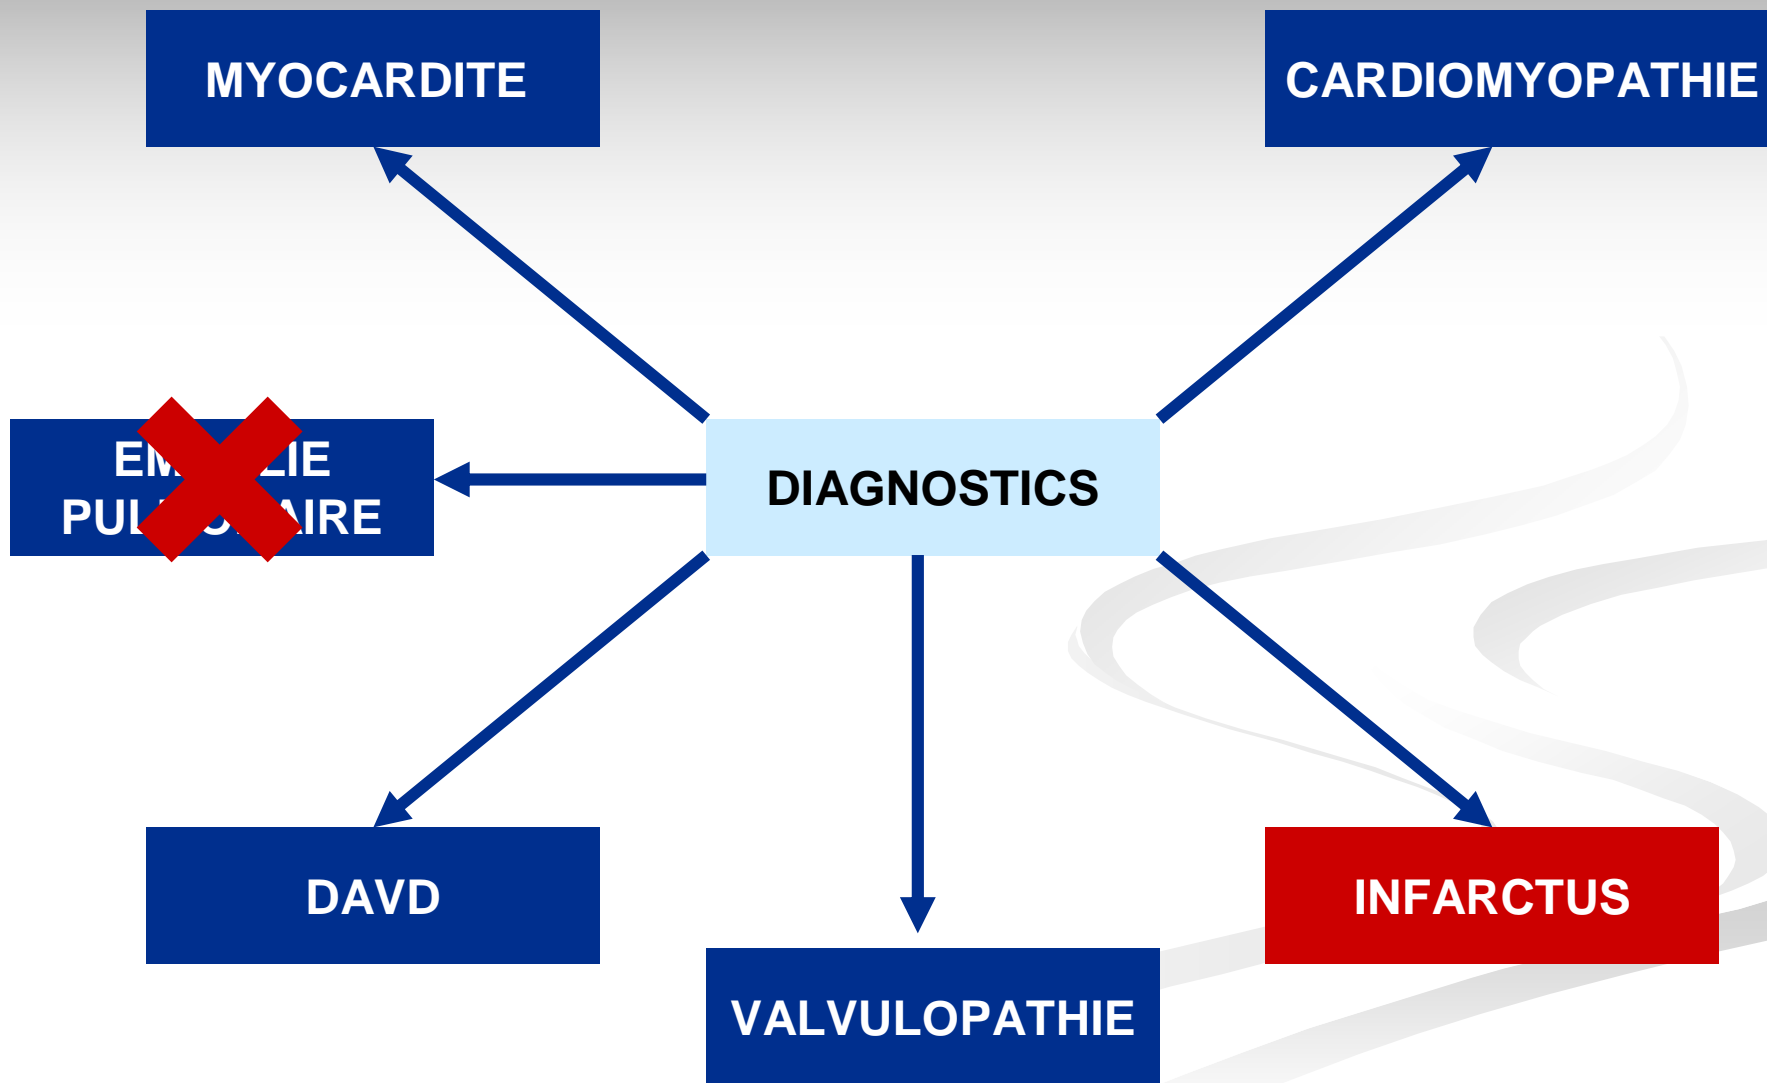 MYOCARDITE
CARDIOMYOPATHIE
DIAGNOSTICS
DAVD
INFARCTUS
VALVULOPATHIE